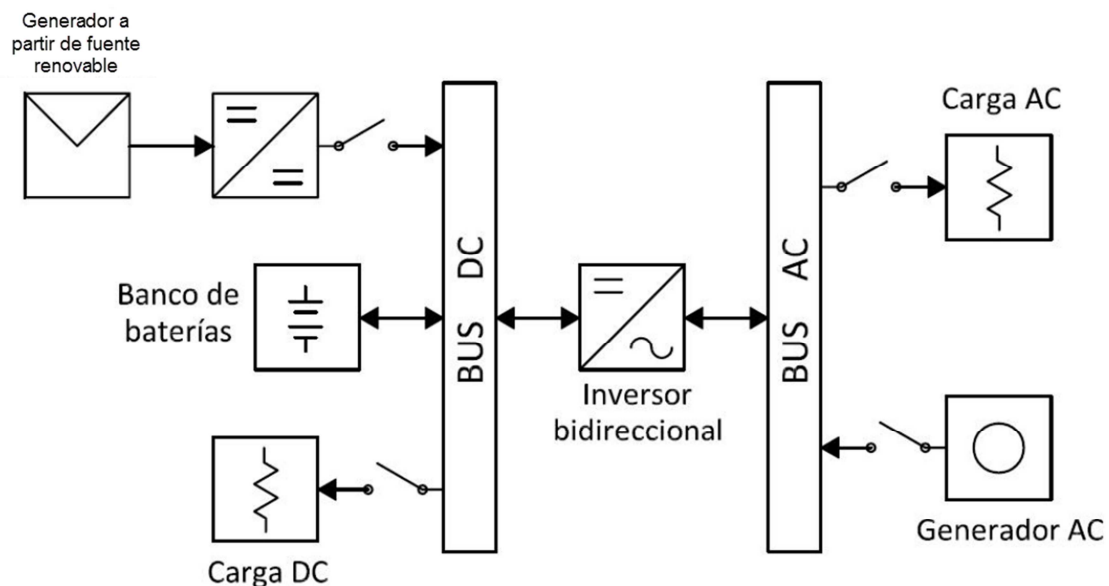 Generador a
partir de fuente
renovable
Carga AC
BUS DC
BUS AC
Banco de
baterías
Inversor
bidireccional
Carga DC
Generador AC